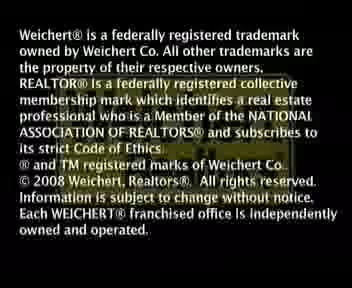 Weichert® is a federally registered trademark
owned by Weichert Co. All other trademarks are
the property of their respective owners.
REALTOR® is a federally registered collective
membership mark which identifies a real estate
professional who is a Member of the NATIONAL
ASSOCIATION OF REALTORS® and subscribes to
its strict Code of Ethics.
® and TM registered marks of Weichert Co.
© 2008 Weichert, Realtors®. All rights reserved.
Information is subject to change without notice.
Each WEICHERT® franchised office is independently
owned and operated.